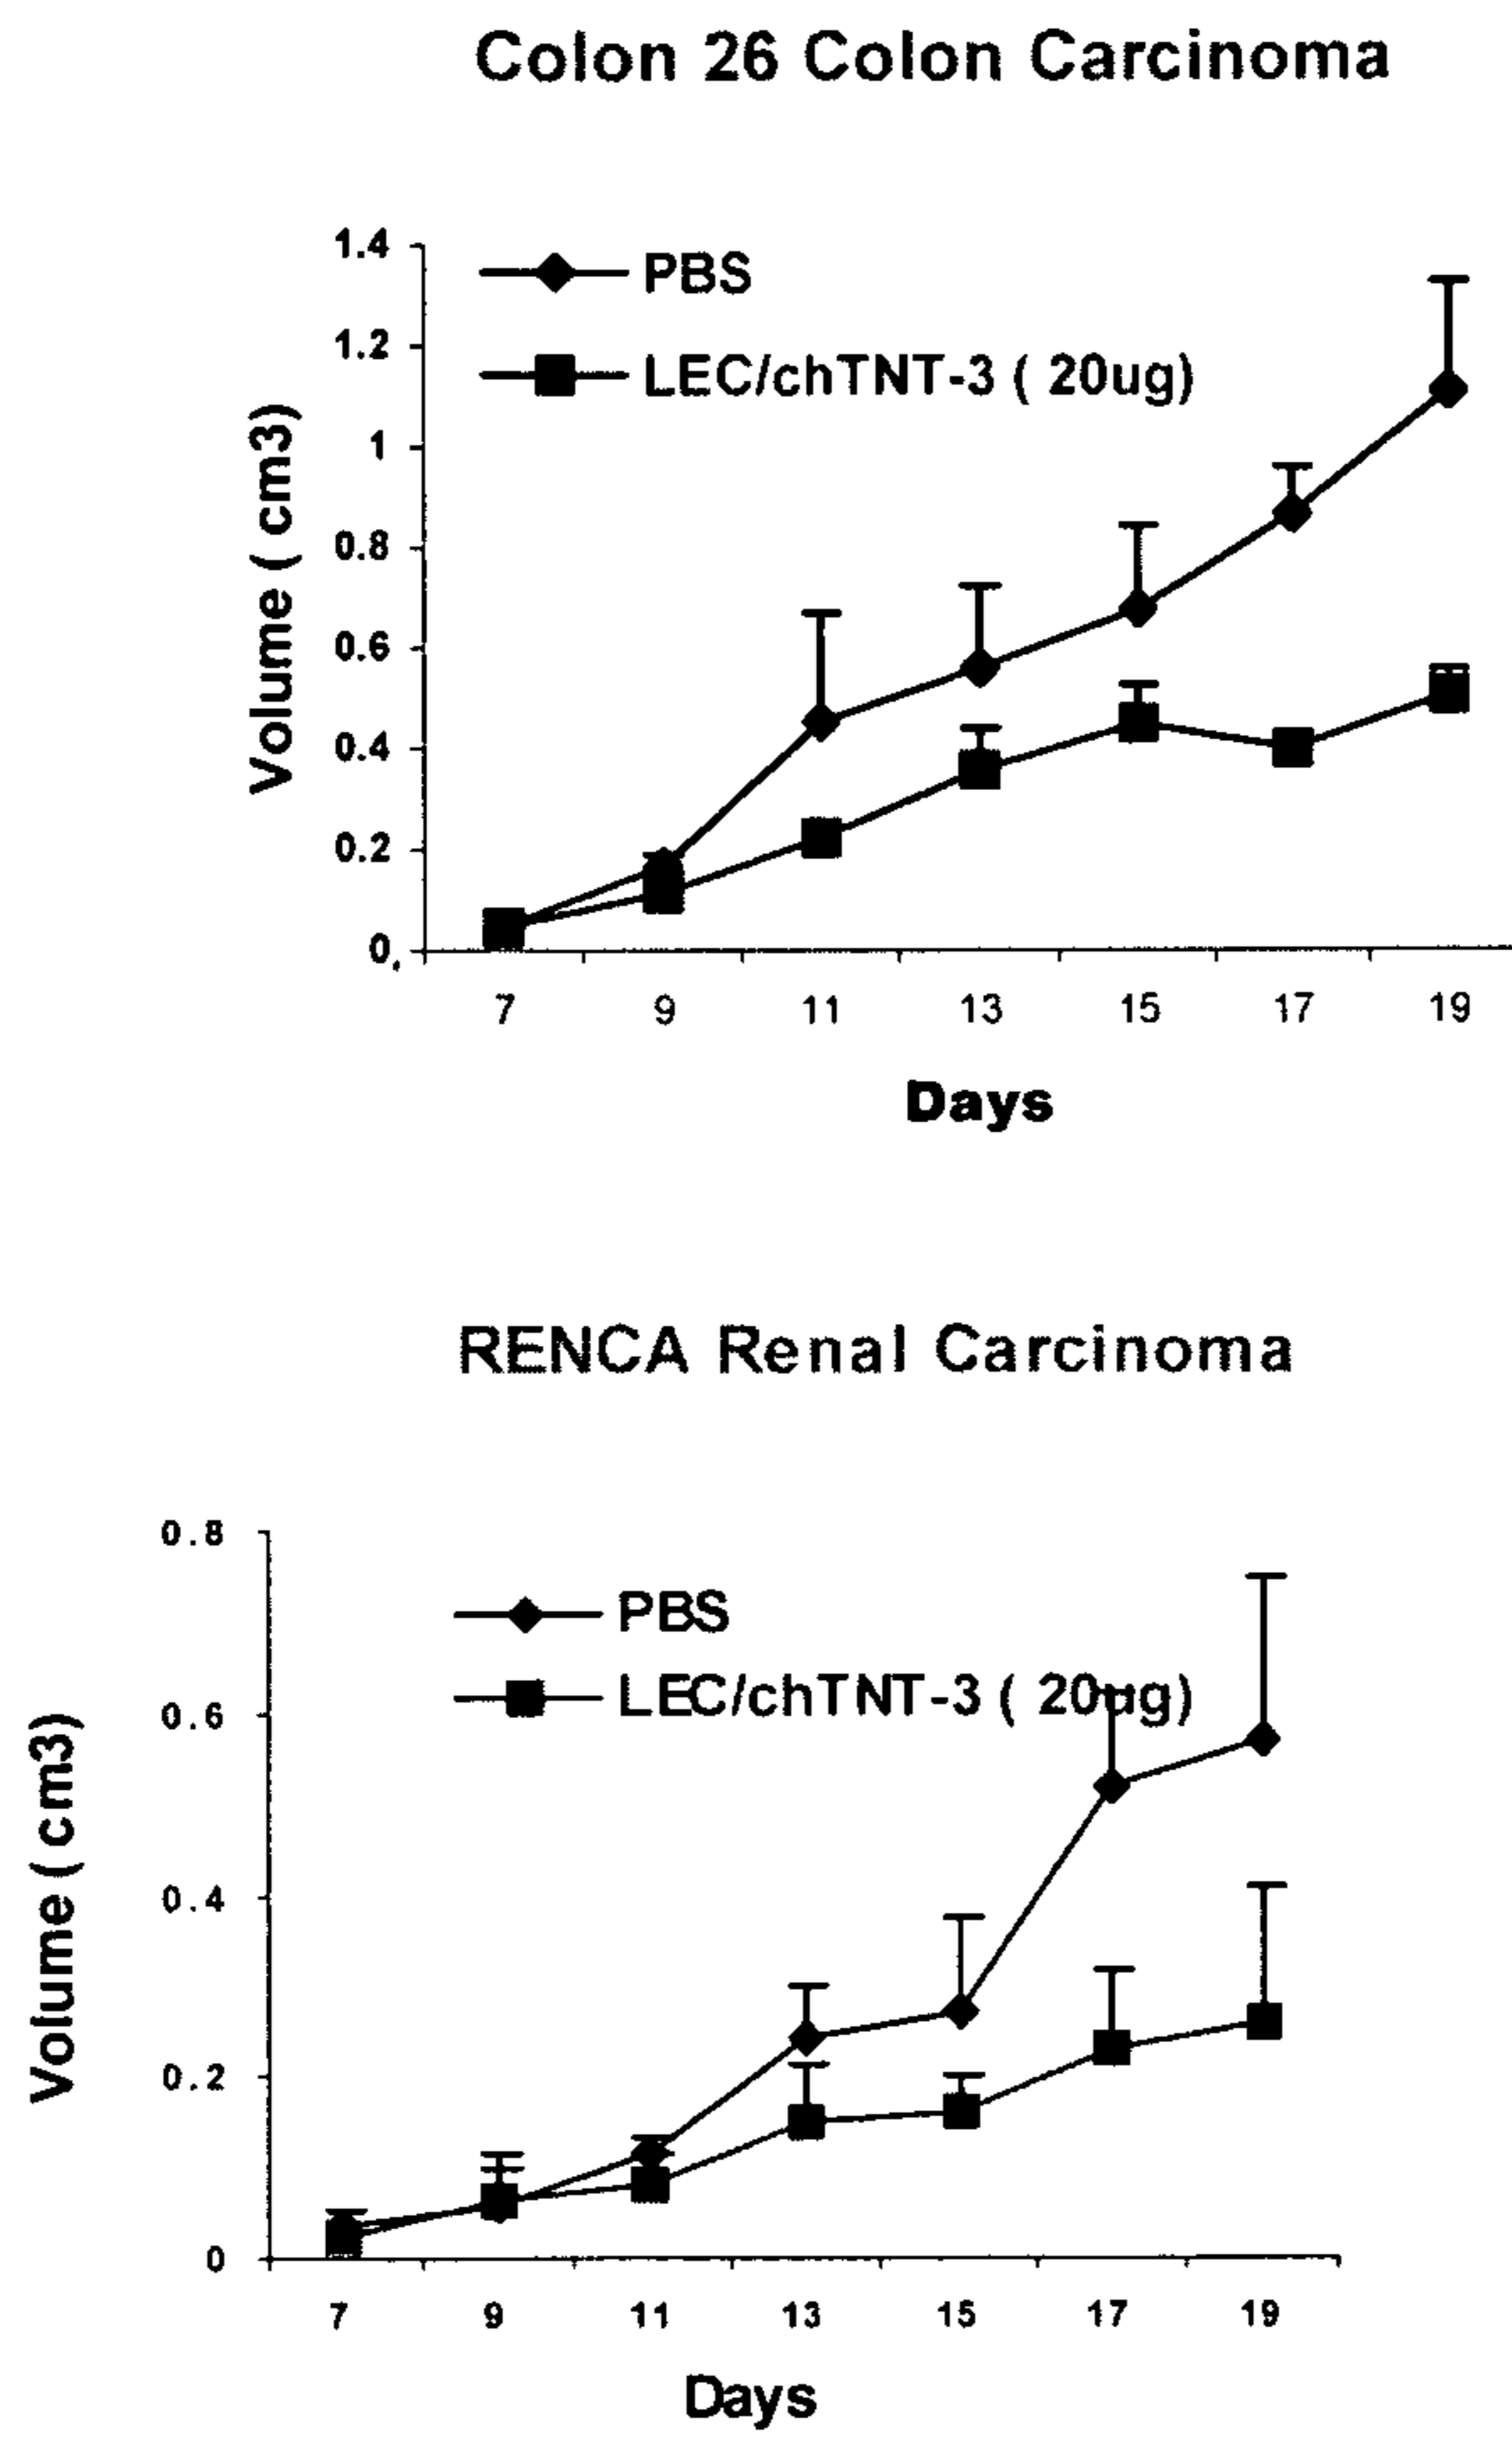 Colon 26 Colon Carcinoma
1.4
1.2
1
0.8
0.6
0.4
0.2
0.
Volume ( cm3)
PBS
LEC/chTNT-3 ( 20ug)
7 9 11 13 15 17 19
Days
RENCA Renal Carcinoma
0.8
0.6
0.4
0.2
0
Volume ( cm3)
PBS
LEC/chTNT-3 ( 20ug)
7 9 11 13 15 17 19
Days